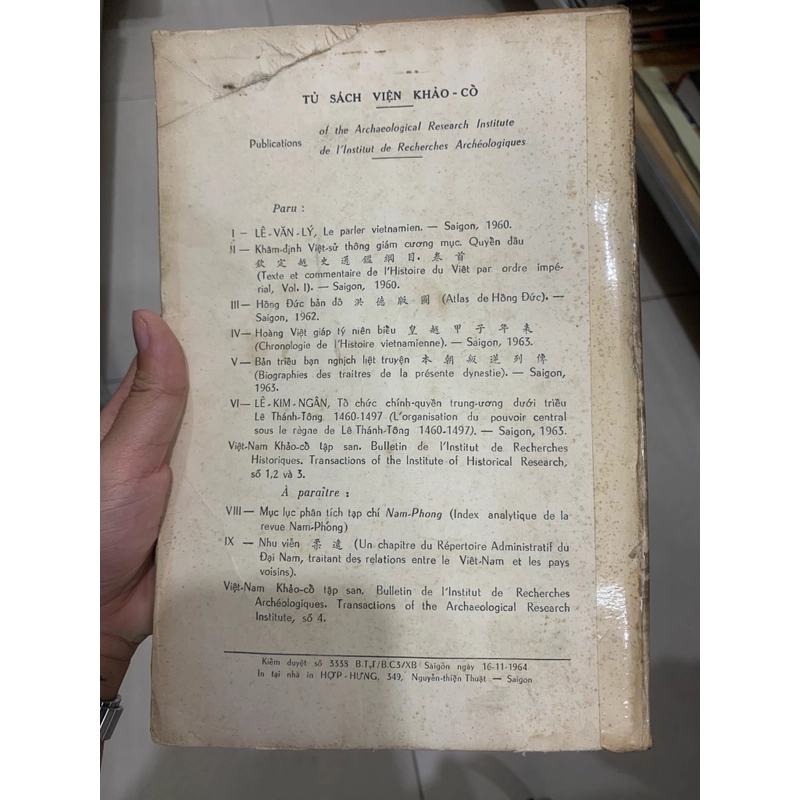 TỦ SÁCH VIỆN KHẢO - CỒ
Publications
of the Archaeological Research Institute
de l'Institut de Recherches Archéologiques
Paru :
I — LÊ-VĂN-LÝ, Le parler vietnamien. — Saigon, 1960.
II — Khâm-định Việt-sử thông giám cương mục. Quyển đầu
欽 定 越 史 通 鑑 綱 目. 卷 首
(Texte et commentaire de l'Histoire du Viêt par ordre impé-
rial, Vol. I). — Saigon, 1960.
III — Hồng Đức bản đồ 洪 德 版 圖 (Atlas de Hông Đức). —
Saigon, 1962.
IV — Hoàng Việt giáp tý niên biểu 皇 越 甲 子 年 表
(Chronologie de l'Histoire vietnamienne). — Saigon, 1963.
V — Bản triều bạn nghịch liệt truyện 本 朝 叛 逆 列 傳
(Biographies des traitres de la présente dynastie). — Saigon,
1963.
VI — LÊ-KIM-NGÂN, Tổ chức chính-quyền trung-ương dưới triều
Lê Thánh-Tông 1460-1497 (L'organisation du pouvoir central
sous le règne de Lê Thánh-Tông 1460-1497). — Saigon, 1963.
Việt-Nam Khảo-cồ tập san. Bulletin de l'Institut de Recherches
Historiques. Transactions of the Institute of Historical Research,
số 1,2 và 3.
À paraître :
VIII — Mục lục phân tích tạp chí Nam-Phong (Index analytique de la
revue Nam-Phong)
IX — Nhu viễn 柔 遠 (Un chapitre du Répertoire Administratif du
Đại Nam, traitant des relations entre le Viêt-Nam et les pays
voisins).
Việt-Nam Khảo-cồ tập san. Bulletin de l'Institut de Recherches
Archéologiques. Transactions of the Archaeological Research
Institute, số 4.
Kiểm duyệt số 3338 B.T,T/B.C3/XB Saigòn ngày 16-11-1964
In tại nhà in HỢP-HƯNG, 349, Nguyễn-thiện Thuật — Saigon